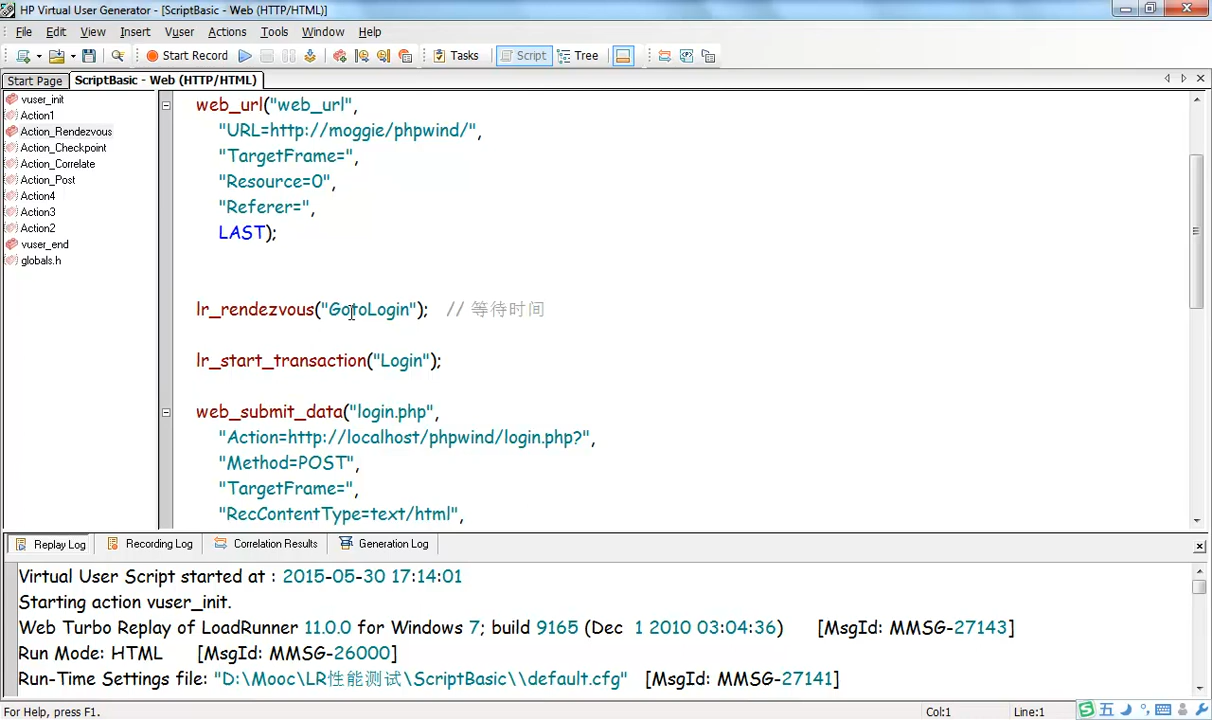 HP Virtual User Generator - [ScriptBasic - Web (HTTP/HTML)]
File Edit View Insert Vuser Actions Tools Window Help
Start Record Tasks Script Tree
Start Page ScriptBasic - Web (HTTP/HTML)
vuser_init
Action1
Action_Rendezvous
Action_Checkpoint
Action_Correlate
Action_Post
Action4
Action3
Action2
vuser_end
globals.h
web_url("web_url",
"URL=http://moggie/phpwind/",
"TargetFrame=",
"Resource=0",
"Referer=",
LAST);
lr_rendezvous("GotoLogin"); // 等待时间
lr_start_transaction("Login");
web_submit_data("login.php",
"Action=http://localhost/phpwind/login.php?",
"Method=POST",
"TargetFrame=",
"RecContentType=text/html",
Replay Log Recording Log Correlation Results Generation Log
Virtual User Script started at : 2015-05-30 17:14:01
Starting action vuser_init.
Web Turbo Replay of LoadRunner 11.0.0 for Windows 7; build 9165 (Dec 1 2010 03:04:36) [MsgId: MMSG-27143]
Run Mode: HTML [MsgId: MMSG-26000]
Run-Time Settings file: "D:\Mooc\LR性能测试\ScriptBasic\\default.cfg" [MsgId: MMSG-27141]
For Help, press F1. Col:1 Line:1 五